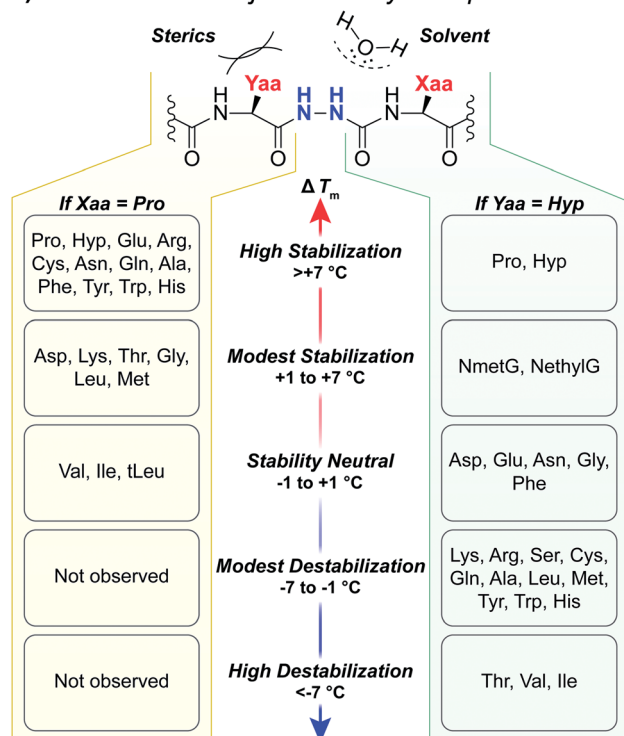 Sterics
Solvent
H
O
H
Yaa
Xaa
H
N
H
N
H
N
H
N
O
O
O
O
Δ Tm
If Xaa = Pro
If Yaa = Hyp
Pro, Hyp, Glu, Arg,
Cys, Asn, Gln, Ala,
Phe, Tyr, Trp, His
High Stabilization
>+7 °C
Pro, Hyp
Asp, Lys, Thr, Gly,
Leu, Met
Modest Stabilization
+1 to +7 °C
NmetG, NethylG
Val, Ile, tLeu
Stability Neutral
-1 to +1 °C
Asp, Glu, Asn, Gly,
Phe
Not observed
Modest Destabilization
-7 to -1 °C
Lys, Arg, Ser, Cys,
Gln, Ala, Leu, Met,
Tyr, Trp, His
Not observed
High Destabilization
<-7 °C
Thr, Val, Ile